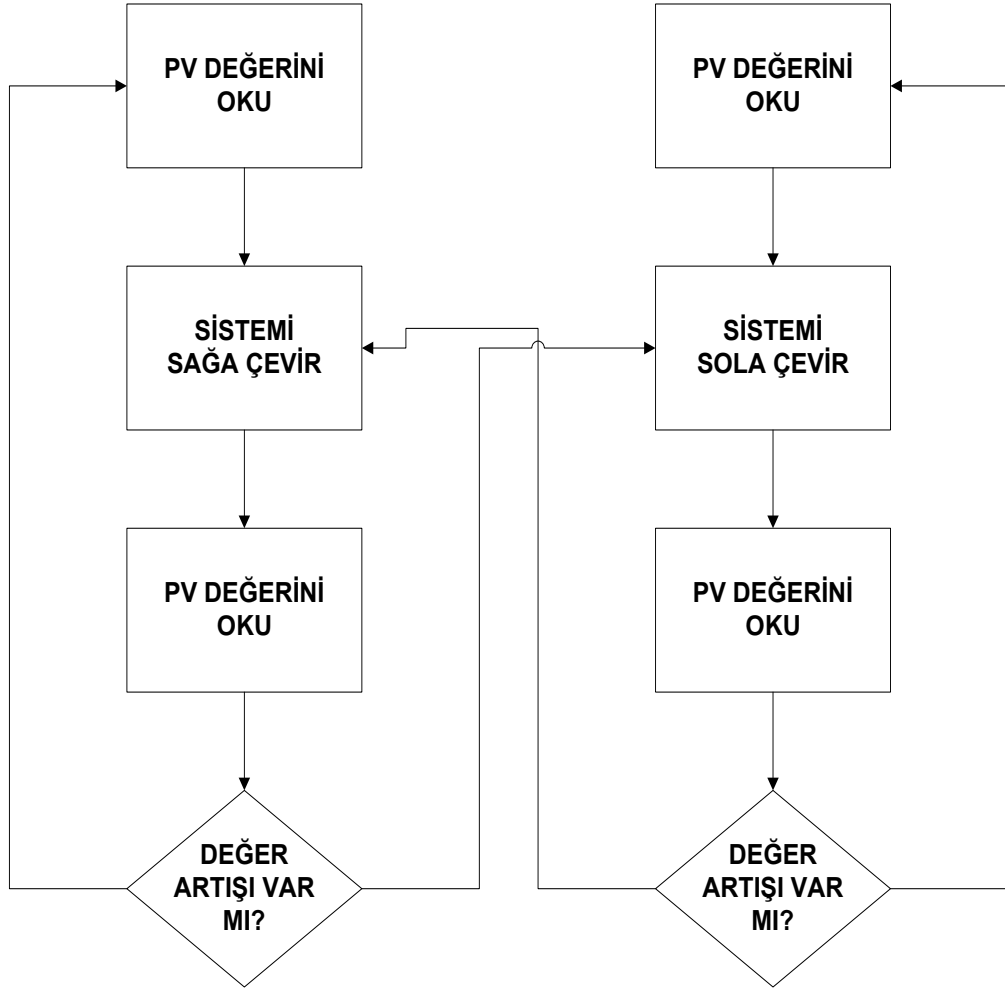 PV DEĞERİNİ
OKU
SİSTEMİ
SAĞA ÇEVİR
PV DEĞERİNİ
OKU
DEĞER
ARTIŞI VAR
MI?
PV DEĞERİNİ
OKU
SİSTEMİ
SOLA ÇEVİR
PV DEĞERİNİ
OKU
DEĞER
ARTIŞI VAR
MI?